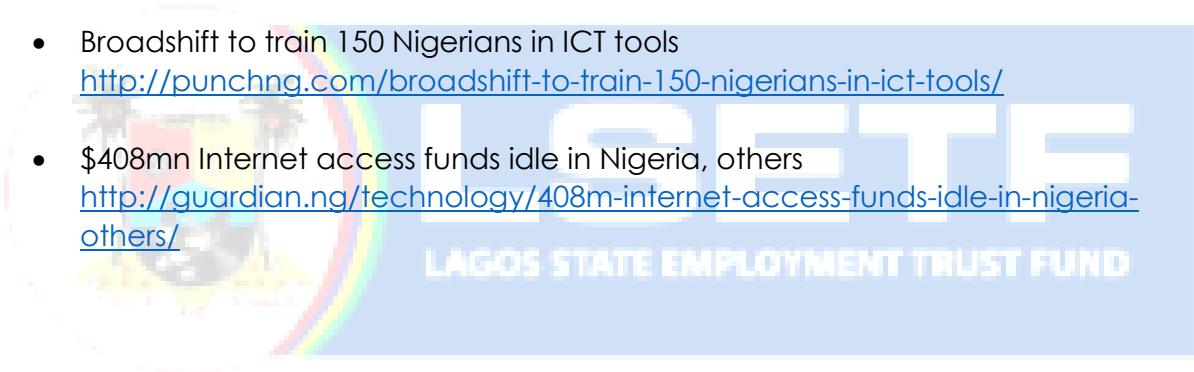 • Broadshift to train 150 Nigerians in ICT tools
http://punchng.com/broadshift-to-train-150-nigerians-in-ict-tools/
• $408mn Internet access funds idle in Nigeria, others
http://guardian.ng/technology/408m-internet-access-funds-idle-in-nigeria-
others/
LSETF
LAGOS STATE EMPLOYMENT TRUST FUND